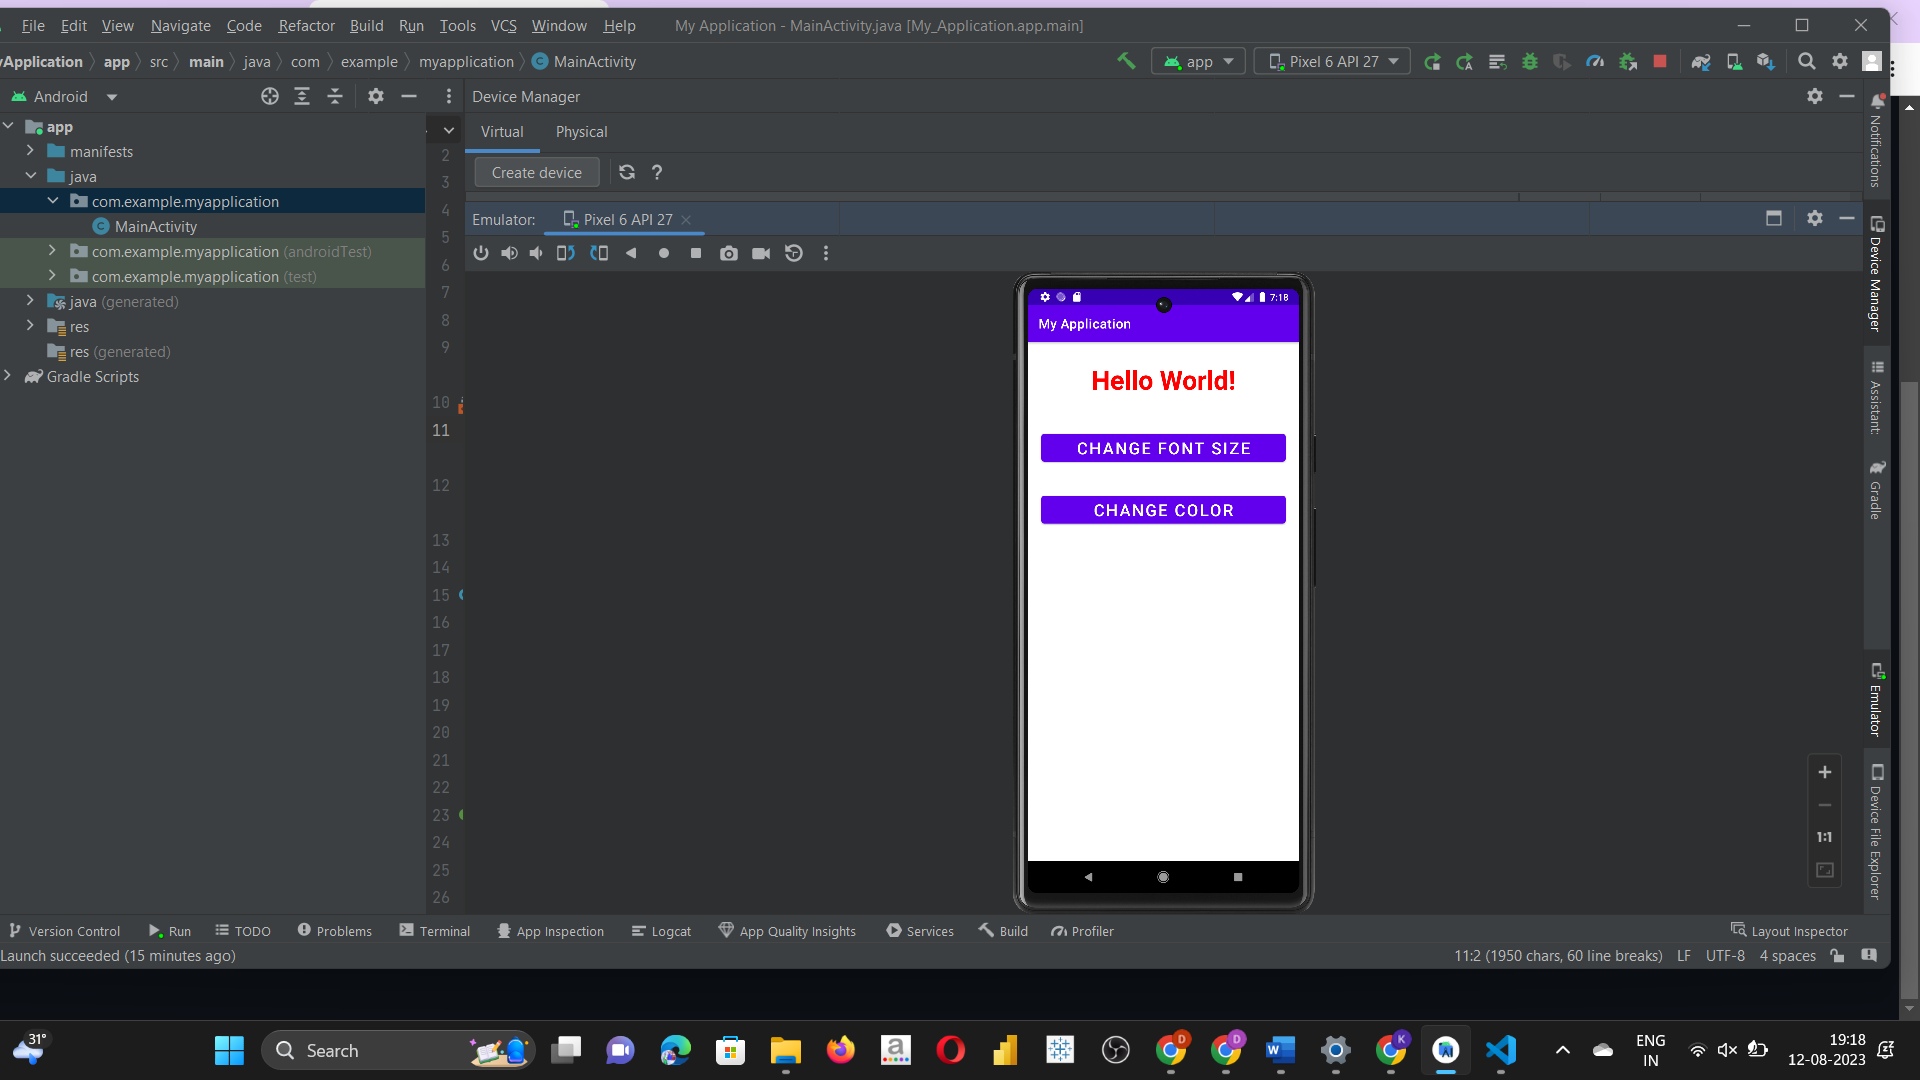 File Edit View Navigate Code Refactor Build Run Tools VCS Window Help My Application - MainActivity.java [My_Application.app.main]
yApplication app src main java com example myapplication MainActivity app Pixel 6 API 27
Android
Device Manager
app
manifests
java
com.example.myapplication
MainActivity
com.example.myapplication (androidTest)
com.example.myapplication (test)
java (generated)
res
res (generated)
Gradle Scripts
Virtual Physical
Create device ?
Emulator: Pixel 6 API 27
2
3
4
5
6
7
8
9
10
11
12
13
14
15
16
17
18
19
20
21
22
23
24
25
26
7:18
My Application
Hello World!
CHANGE FONT SIZE
CHANGE COLOR
1:1
Notifications
Device Manager
Assistant:
Gradle
Emulator
Device File Explorer
Version Control Run TODO Problems Terminal App Inspection Logcat App Quality Insights Services Build Profiler Layout Inspector
Launch succeeded (15 minutes ago) 11:2 (1950 chars, 60 line breaks) LF UTF-8 4 spaces
31°
Search
a
D
D
W
K
ENG
IN
19:18
12-08-2023